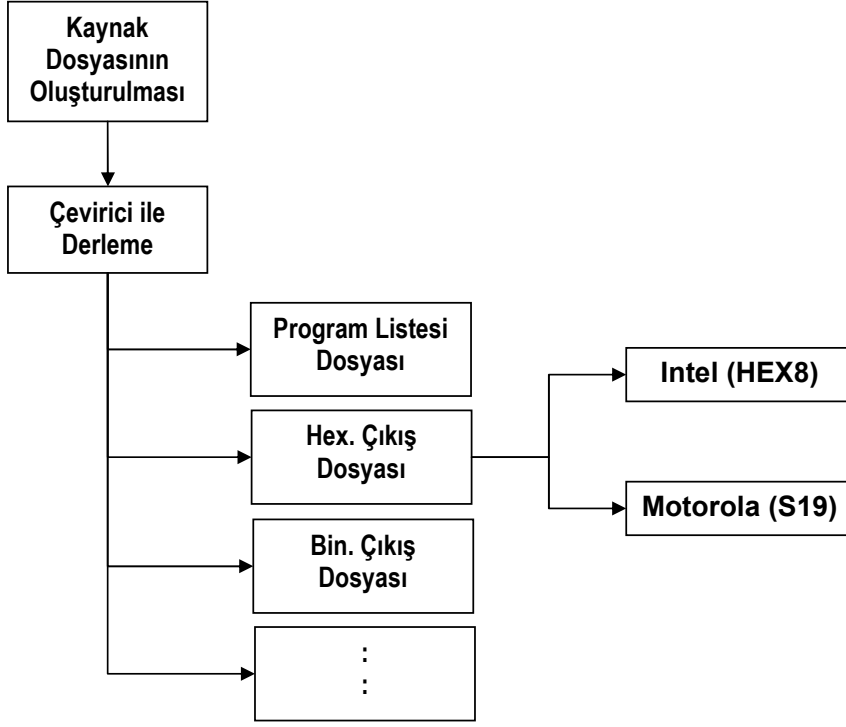 Kaynak
Dosyasının
Oluşturulması
Çevirici ile
Derleme
Program Listesi
Dosyası
Hex. Çıkış
Dosyası
Bin. Çıkış
Dosyası
:
:
Intel (HEX8)
Motorola (S19)